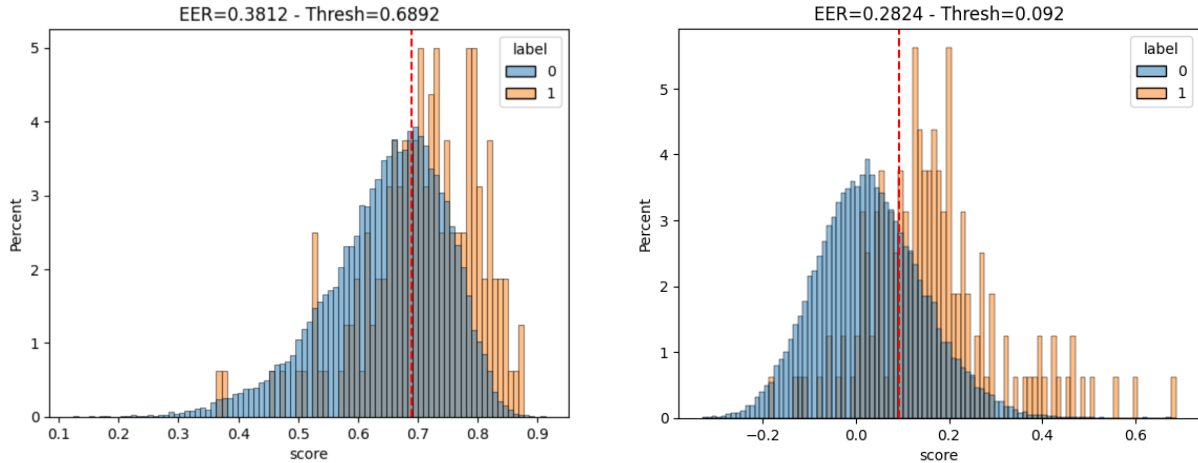 EER=0.3812 - Thresh=0.6892
5
4
3
2
1
0
Percent
label
0
1
0.1 0.2 0.3 0.4 0.5 0.6 0.7 0.8 0.9
score
EER=0.2824 - Thresh=0.092
5
4
3
2
1
0
Percent
label
0
1
−0.2 0.0 0.2 0.4 0.6
score